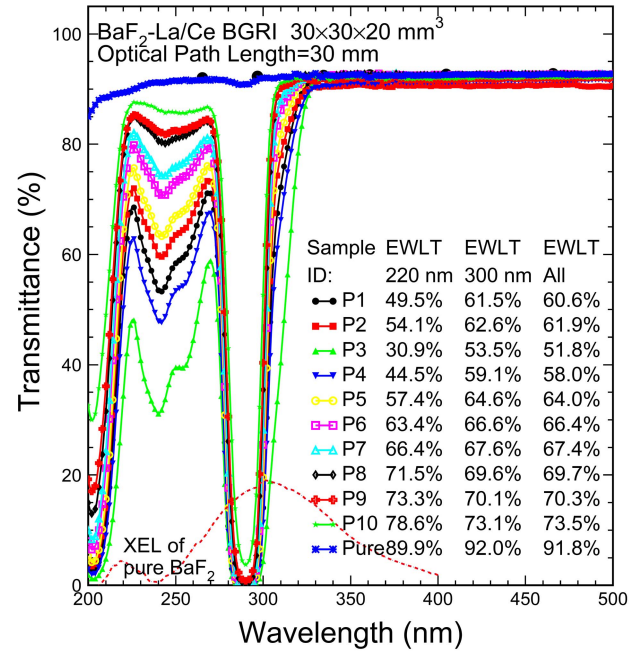 BaF2-La/Ce BGRI 30×30×20 mm3
Optical Path Length=30 mm
Transmittance (%)
100
80
60
40
20
0
Sample EWLT EWLT EWLT
ID: 220 nm 300 nm All
P1 49.5% 61.5% 60.6%
P2 54.1% 62.6% 61.9%
P3 30.9% 53.5% 51.8%
P4 44.5% 59.1% 58.0%
P5 57.4% 64.6% 64.0%
P6 63.4% 66.6% 66.4%
P7 66.4% 67.6% 67.4%
P8 71.5% 69.6% 69.7%
P9 73.3% 70.1% 70.3%
P10 78.6% 73.1% 73.5%
Pure 89.9% 92.0% 91.8%
XEL of
pure BaF2
200 250 300 350 400 450 500
Wavelength (nm)